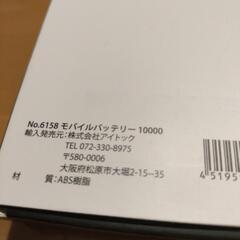 No.6158 モバイルバッテリー 10000
輸入発売元：株式会社アイトック
TEL 072-330-8975
〒580-0006
大阪府松原市大堀2-15-35
材　質：ABS樹脂
4 5195